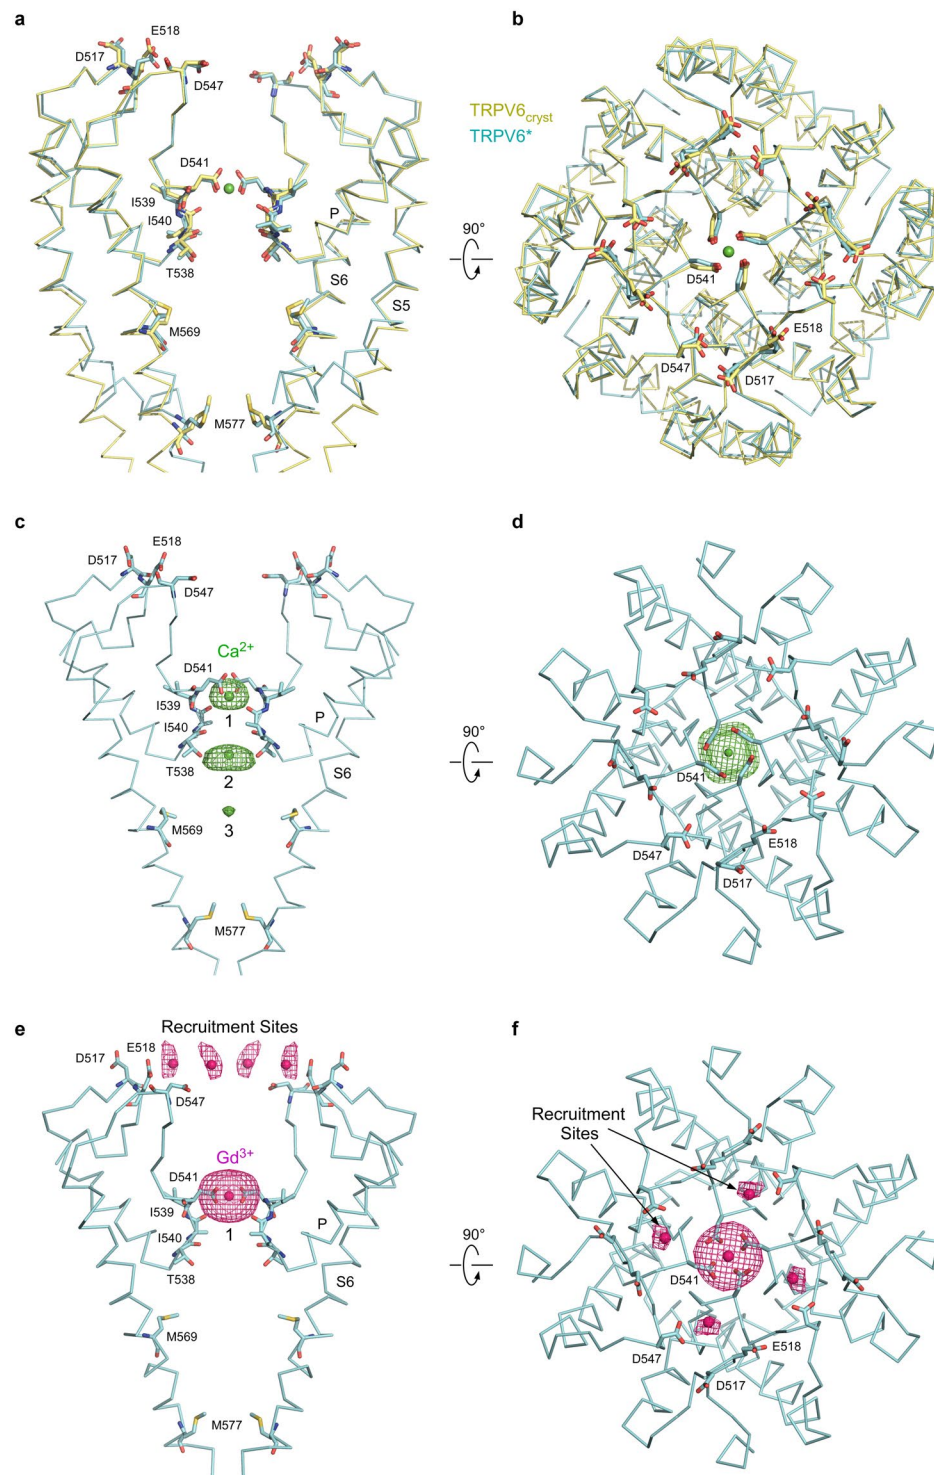 a
E518
D517
D547
D541
I539
I540
P
T538
S6
S5
M569
M577
90°
b
TRPV6cryst
TRPV6*
D541
E518
D547
D517
c
E518
D517
D547
Ca2+
D541
I539
1
P
I540
T538
2
S6
3
M569
M577
90°
d
D541
E518
D547
D517
e
Recruitment Sites
E518
D517
D547
Gd3+
D541
I539
P
I540
1
T538
S6
M569
M577
90°
f
Recruitment
Sites
D541
E518
D547
D517